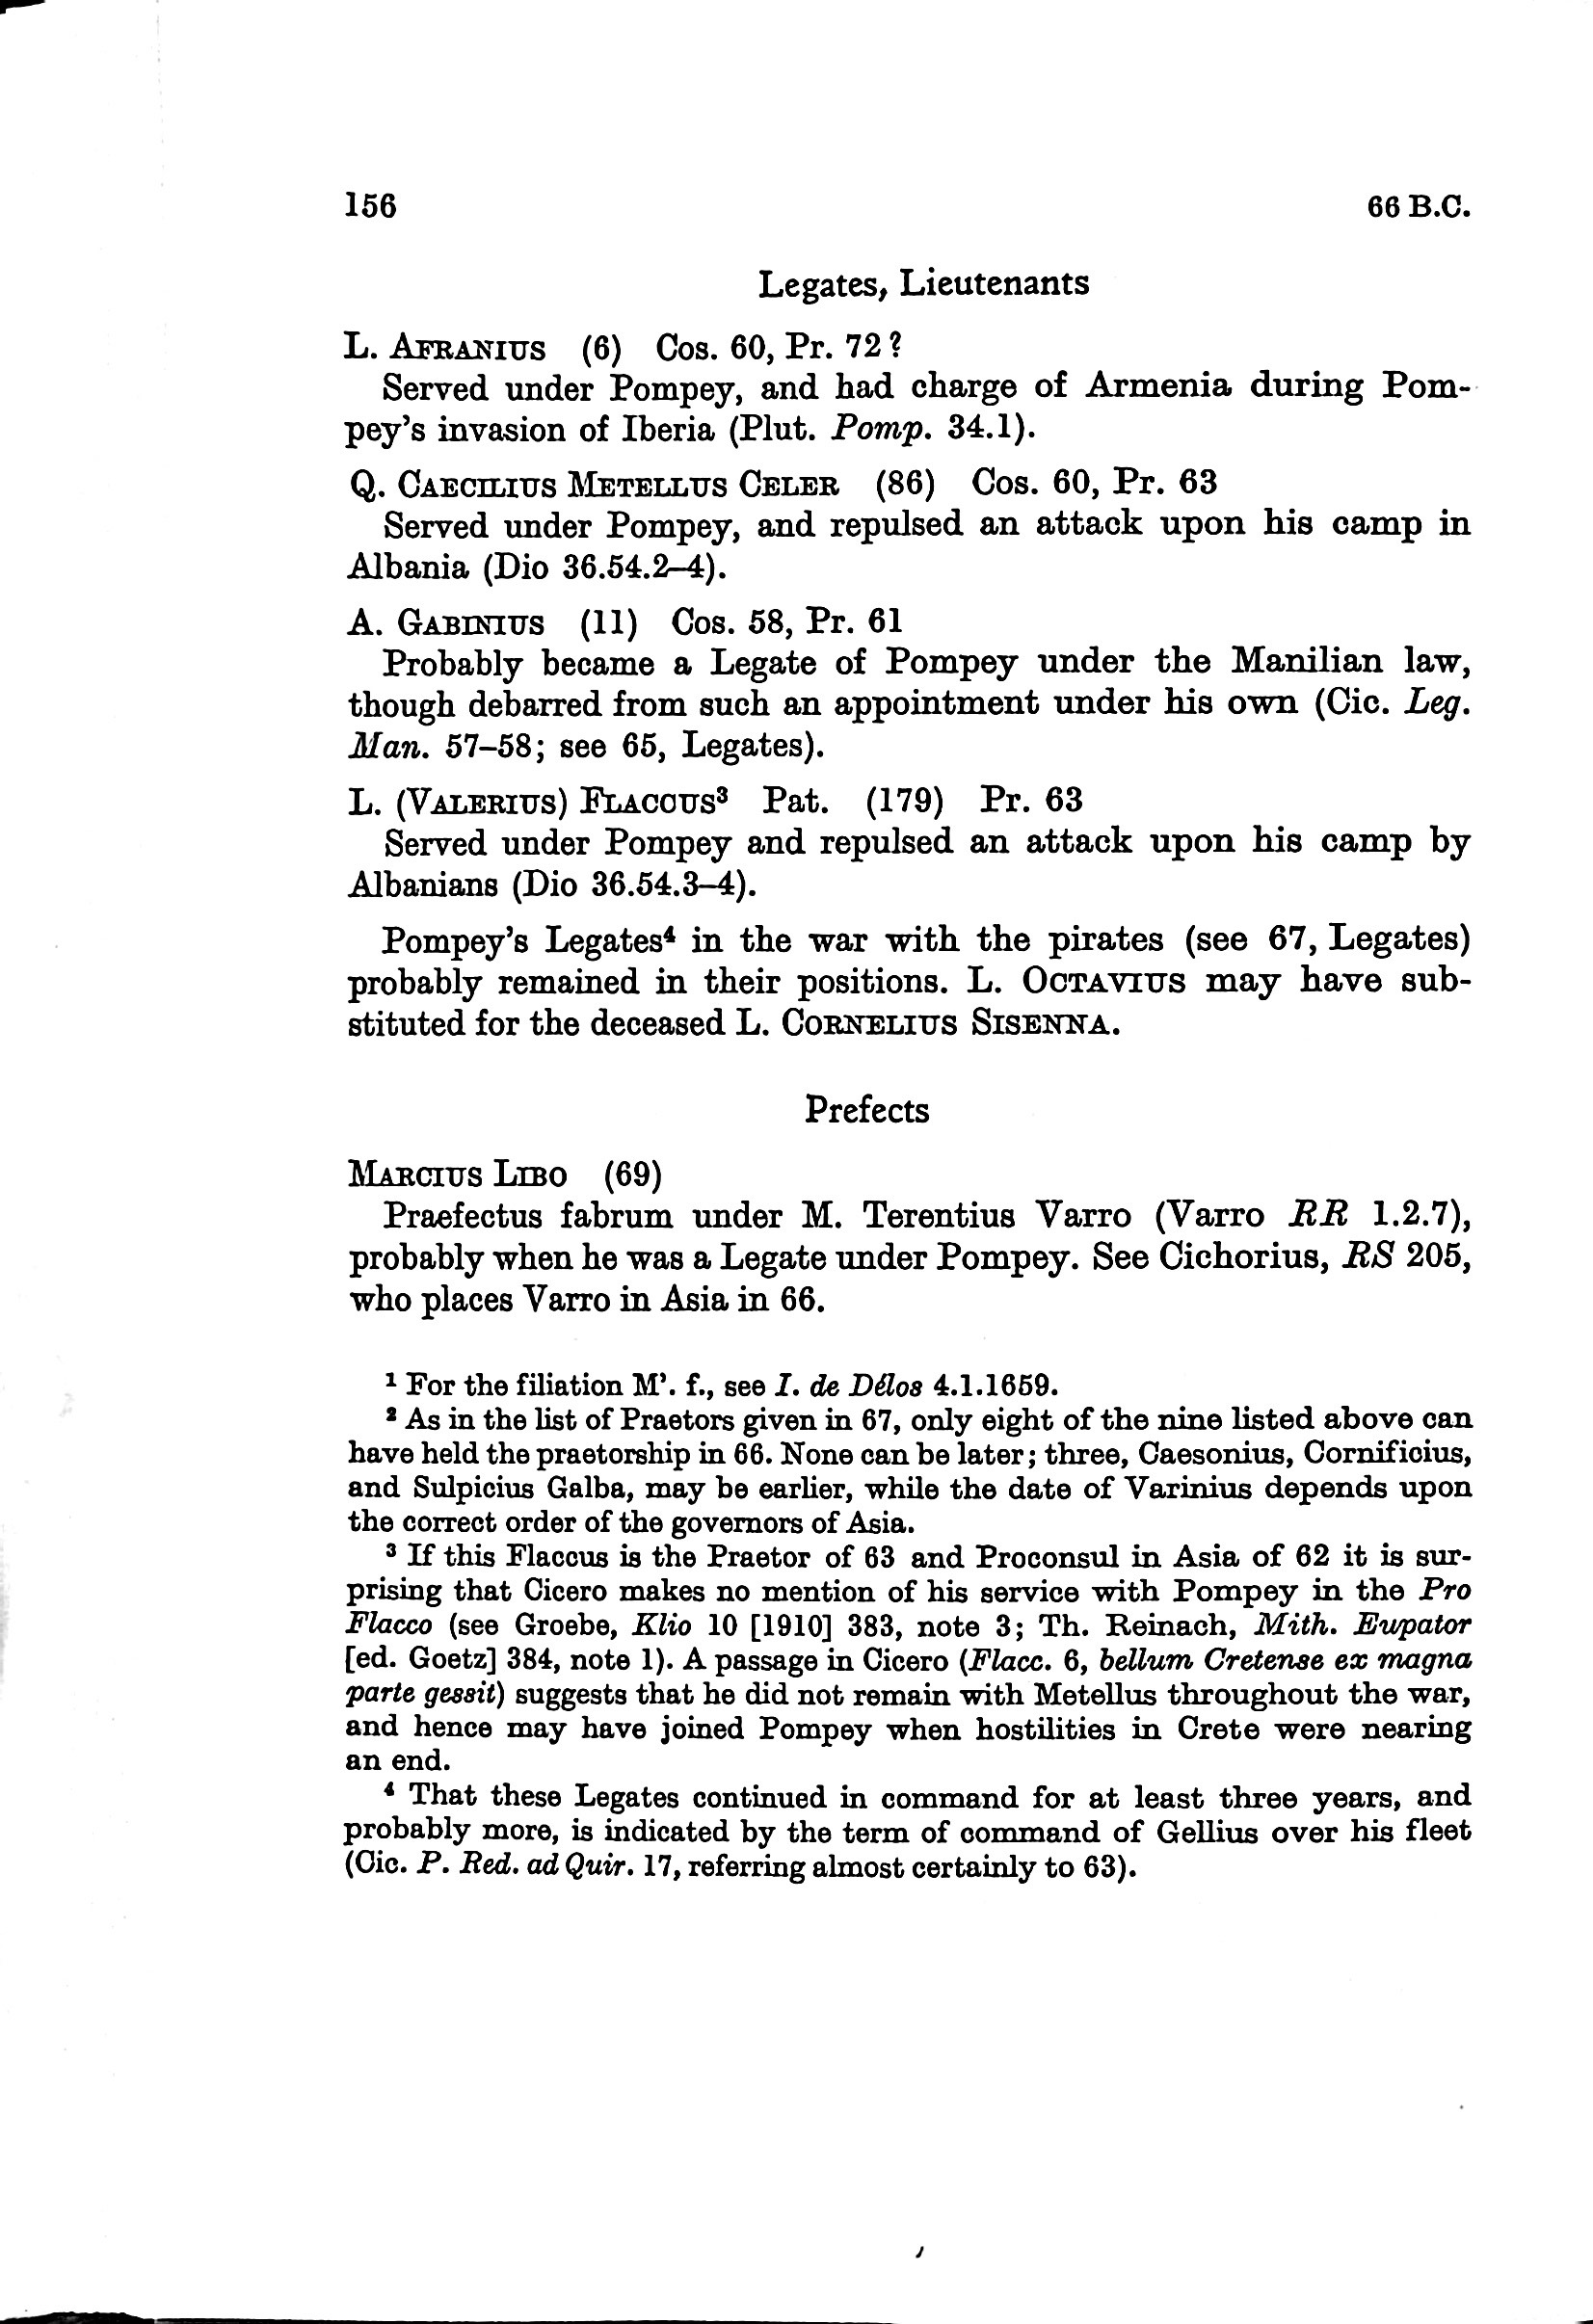 156 66 B.C.
Legates, Lieutenants
L. Afranius (6) Cos. 60, Pr. 72?
Served under Pompey, and had charge of Armenia during Pom-
pey's invasion of Iberia (Plut. Pomp. 34.1).
Q. Caecilius Metellus Celer (86) Cos. 60, Pr. 63
Served under Pompey, and repulsed an attack upon his camp in
Albania (Dio 36.54.2–4).
A. Gabinius (11) Cos. 58, Pr. 61
Probably became a Legate of Pompey under the Manilian law,
though debarred from such an appointment under his own (Cic. Leg.
Man. 57–58; see 65, Legates).
L. (Valerius) Flaccus³ Pat. (179) Pr. 63
Served under Pompey and repulsed an attack upon his camp by
Albanians (Dio 36.54.3–4).
Pompey's Legates⁴ in the war with the pirates (see 67, Legates)
probably remained in their positions. L. Octavius may have sub-
stituted for the deceased L. Cornelius Sisenna.
Prefects
Marcius Libo (69)
Praefectus fabrum under M. Terentius Varro (Varro RR 1.2.7),
probably when he was a Legate under Pompey. See Cichorius, RS 205,
who places Varro in Asia in 66.
¹ For the filiation M'. f., see I. de Délos 4.1.1659.
² As in the list of Praetors given in 67, only eight of the nine listed above can
have held the praetorship in 66. None can be later; three, Caesonius, Cornificius,
and Sulpicius Galba, may be earlier, while the date of Varinius depends upon
the correct order of the governors of Asia.
³ If this Flaccus is the Praetor of 63 and Proconsul in Asia of 62 it is sur-
prising that Cicero makes no mention of his service with Pompey in the Pro
Flacco (see Groebe, Klio 10 [1910] 383, note 3; Th. Reinach, Mith. Eupator
[ed. Goetz] 384, note 1). A passage in Cicero (Flacc. 6, bellum Cretense ex magna
parte gessit) suggests that he did not remain with Metellus throughout the war,
and hence may have joined Pompey when hostilities in Crete were nearing
an end.
⁴ That these Legates continued in command for at least three years, and
probably more, is indicated by the term of command of Gellius over his fleet
(Cic. P. Red. ad Quir. 17, referring almost certainly to 63).